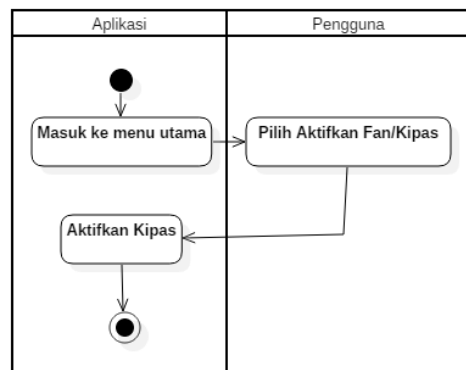 Aplikasi
Pengguna
Masuk ke menu utama
Pilih Aktifkan Fan/Kipas
Aktifkan Kipas